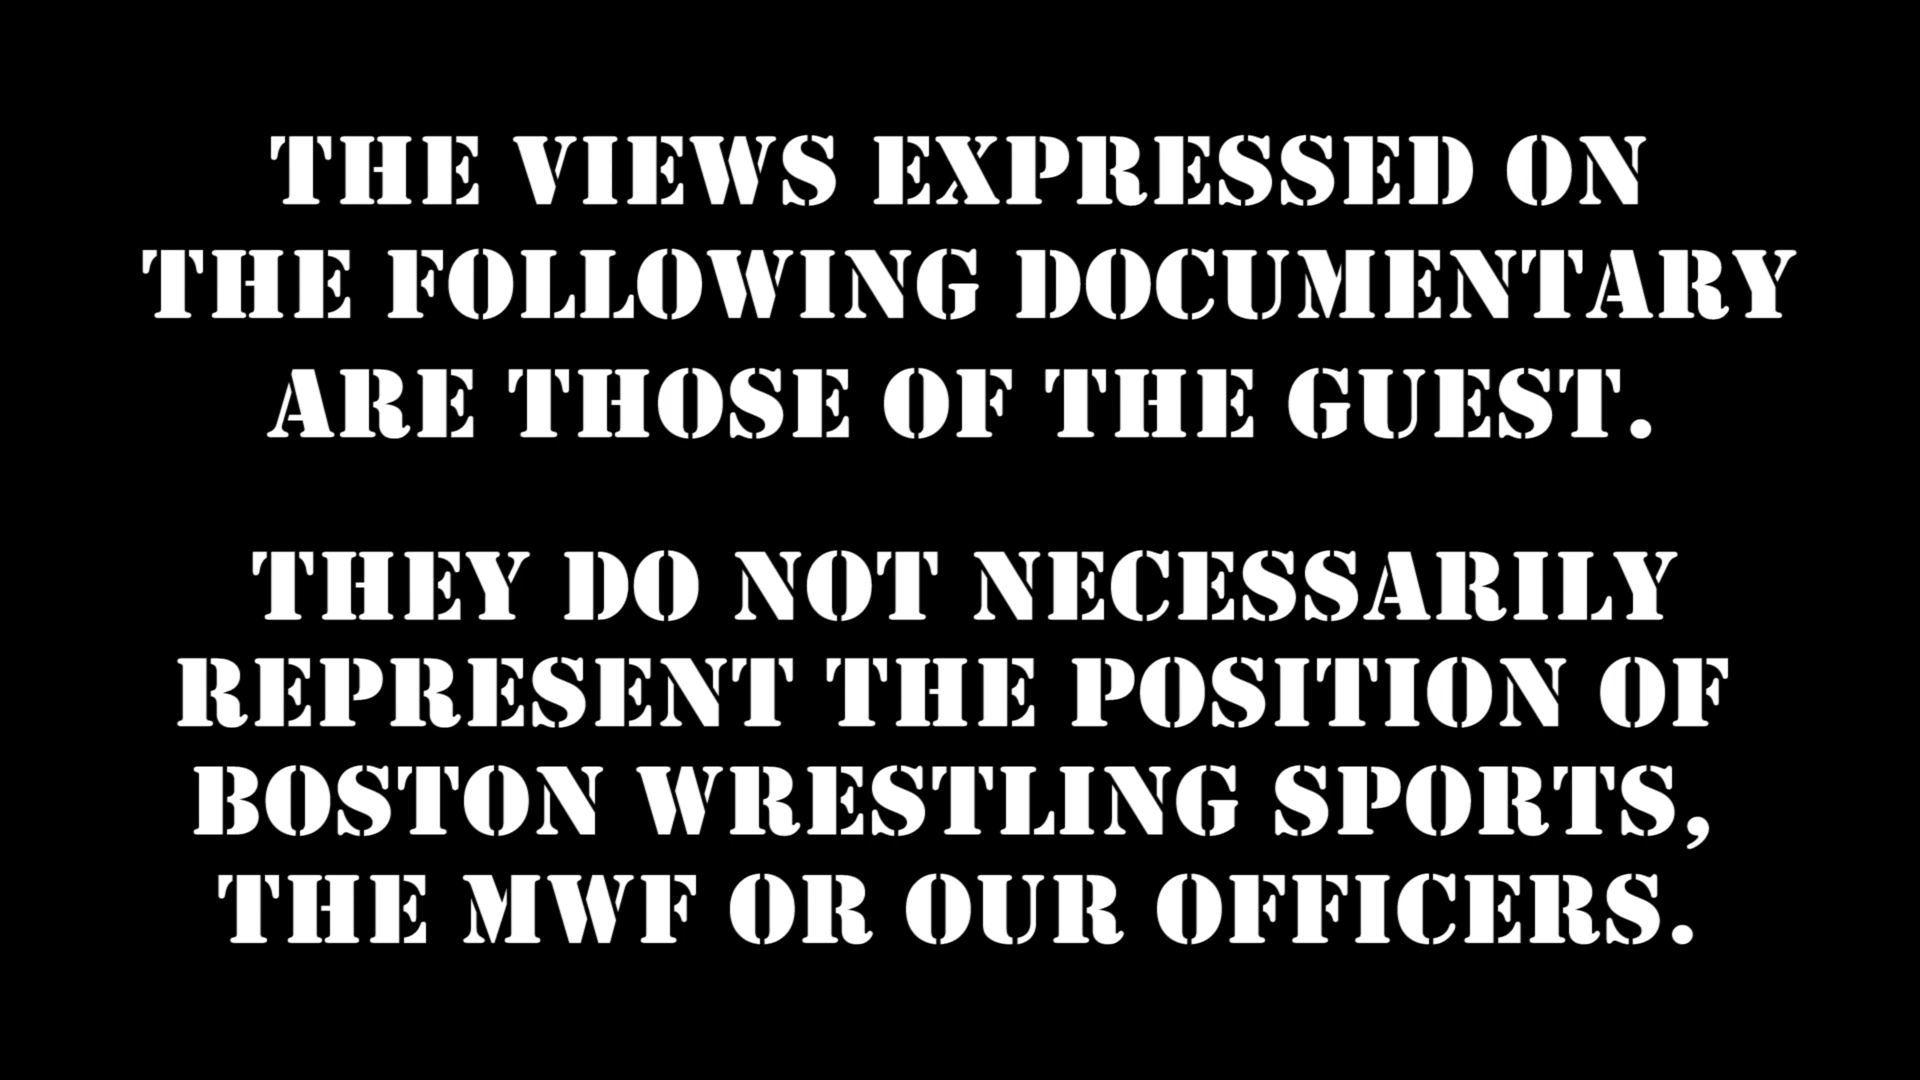 THE VIEWS EXPRESSED ON
THE FOLLOWING DOCUMENTARY
ARE THOSE OF THE GUEST.
THEY DO NOT NECESSARILY
REPRESENT THE POSITION OF
BOSTON WRESTLING SPORTS,
THE MWF OR OUR OFFICERS.